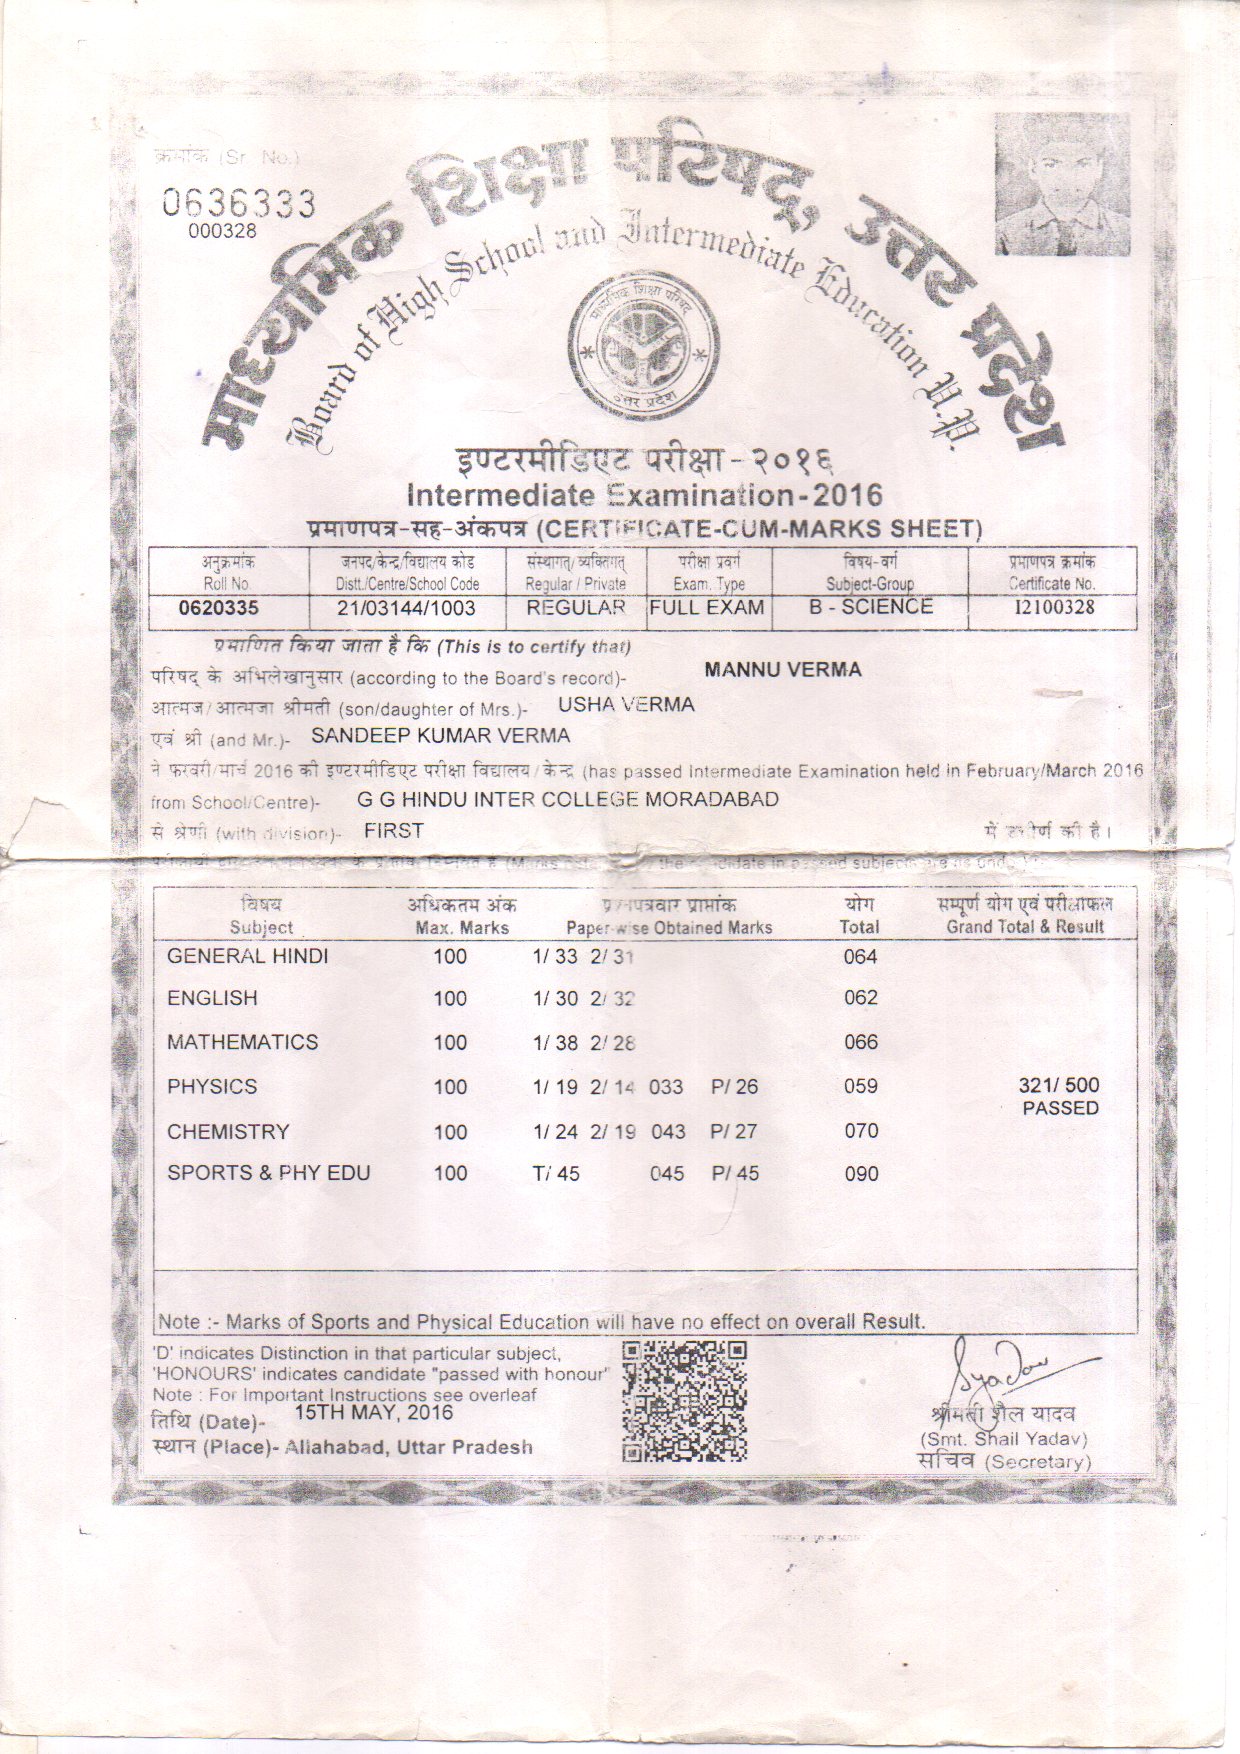 क्रमांक (Sr. No.)
0636333
000328
माध्यमिक शिक्षा परिषद्, उत्तर प्रदेश
Board of High School and Intermediate Education U.P.
माध्यमिक शिक्षा परिषद्
उत्तर प्रदेश
इण्टरमीडिएट परीक्षा - २०१६
Intermediate Examination - 2016
प्रमाणपत्र-सह-अंकपत्र (CERTIFICATE-CUM-MARKS SHEET)
अनुक्रमांक जनपद/केन्द्र/विद्यालय कोड संस्थागत/व्यक्तिगत परीक्षा प्रवर्ग विषय-वर्ग प्रमाणपत्र क्रमांक
Roll No. Distt./Centre/School Code Regular / Private Exam. Type Subject-Group Certificate No.
0620335 21/03144/1003 REGULAR FULL EXAM B - SCIENCE 12100328
प्रमाणित किया जाता है कि (This is to certify that)
परिषद् के अभिलेखानुसार (according to the Board's record)- MANNU VERMA
आत्मज/आत्मजा श्रीमती (son/daughter of Mrs.)- USHA VERMA
एवं श्री (and Mr.)- SANDEEP KUMAR VERMA
ने फरवरी/मार्च 2016 की इण्टरमीडिएट परीक्षा विद्यालय/केन्द्र (has passed Intermediate Examination held in February/March 2016
from School/Centre)- G G HINDU INTER COLLEGE MORADABAD
से श्रेणी (with division)- FIRST में उत्तीर्ण की है।
विषय अधिकतम अंक प्रश्नपत्रवार प्राप्तांक योग सम्पूर्ण योग एवं परीक्षाफल
Subject Max. Marks Paper-wise Obtained Marks Total Grand Total & Result
GENERAL HINDI 100 1/ 33 2/ 31 064
ENGLISH 100 1/ 30 2/ 32 062
MATHEMATICS 100 1/ 38 2/ 28 066
PHYSICS 100 1/ 19 2/ 14 033 P/ 26 059 321/ 500
PASSED
CHEMISTRY 100 1/ 24 2/ 19 043 P/ 27 070
SPORTS & PHY EDU 100 T/ 45 045 P/ 45 090
Note :- Marks of Sports and Physical Education will have no effect on overall Result.
'D' indicates Distinction in that particular subject,
'HONOURS' indicates candidate "passed with honour"
Note : For Important Instructions see overleaf
तिथि (Date)- 15TH MAY, 2016
स्थान (Place)- Allahabad, Uttar Pradesh
Syadav
श्रीमती शैल यादव
(Smt. Shail Yadav)
सचिव (Secretary)